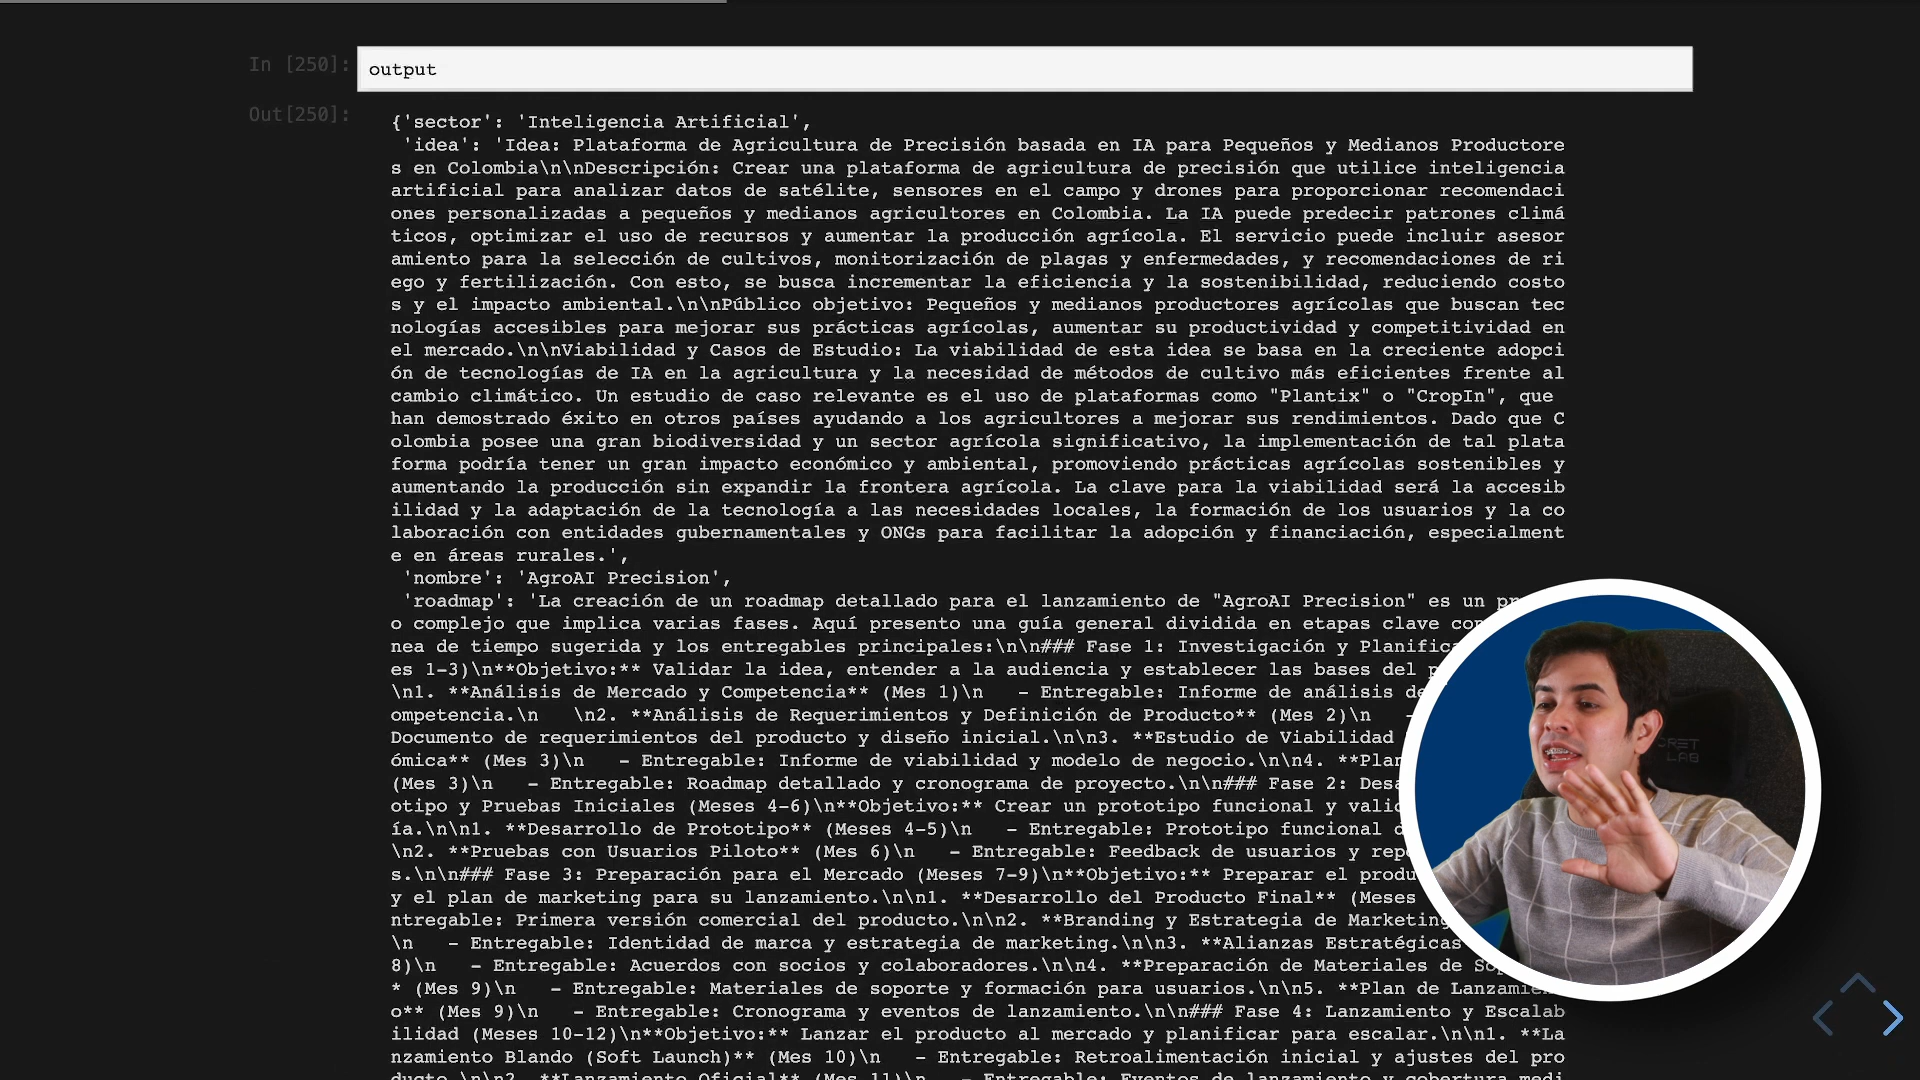 In [250]:
output
Out[250]:
{'sector': 'Inteligencia Artificial',
'idea': 'Idea: Plataforma de Agricultura de Precisión basada en IA para Pequeños y Medianos Productore
s en Colombia\n\nDescripción: Crear una plataforma de agricultura de precisión que utilice inteligencia
artificial para analizar datos de satélite, sensores en el campo y drones para proporcionar recomendaci
ones personalizadas a pequeños y medianos agricultores en Colombia. La IA puede predecir patrones climá
ticos, optimizar el uso de recursos y aumentar la producción agrícola. El servicio puede incluir asesor
amiento para la selección de cultivos, monitorización de plagas y enfermedades, y recomendaciones de ri
ego y fertilización. Con esto, se busca incrementar la eficiencia y la sostenibilidad, reduciendo costo
s y el impacto ambiental.\n\nPúblico objetivo: Pequeños y medianos productores agrícolas que buscan tec
nologías accesibles para mejorar sus prácticas agrícolas, aumentar su productividad y competitividad en
el mercado.\n\nViabilidad y Casos de Estudio: La viabilidad de esta idea se basa en la creciente adopci
ón de tecnologías de IA en la agricultura y la necesidad de métodos de cultivo más eficientes frente al
cambio climático. Un estudio de caso relevante es el uso de plataformas como "Plantix" o "CropIn", que
han demostrado éxito en otros países ayudando a los agricultores a mejorar sus rendimientos. Dado que C
olombia posee una gran biodiversidad y un sector agrícola significativo, la implementación de tal plata
forma podría tener un gran impacto económico y ambiental, promoviendo prácticas agrícolas sostenibles y
aumentando la producción sin expandir la frontera agrícola. La clave para la viabilidad será la accesib
ilidad y la adaptación de la tecnología a las necesidades locales, la formación de los usuarios y la co
laboración con entidades gubernamentales y ONGs para facilitar la adopción y financiación, especialment
e en áreas rurales.',
'nombre': 'AgroAI Precision',
'roadmap': 'La creación de un roadmap detallado para el lanzamiento de "AgroAI Precision" es un
o complejo que implica varias fases. Aquí presento una guía general dividida en etapas clave
nea de tiempo sugerida y los entregables principales:\n\n### Fase 1: Investigación y
es 1-3)\n**Objetivo:** Validar la idea, entender a la audiencia y establecer las bases del
\n1. **Análisis de Mercado y Competencia** (Mes 1)\n   - Entregable: Informe de análisis
ompetencia.\n   \n2. **Análisis de Requerimientos y Definición de Producto** (Mes 2)\n   -
Documento de requerimientos del producto y diseño inicial.\n\n3. **Estudio de Viabilidad
ómica** (Mes 3)\n   - Entregable: Informe de viabilidad y modelo de negocio.\n\n4.
(Mes 3)\n   - Entregable: Roadmap detallado y cronograma de proyecto.\n\n### Fase 2:
otipo y Pruebas Iniciales (Meses 4-6)\n**Objetivo:** Crear un prototipo funcional y
ía.\n\n1. **Desarrollo de Prototipo** (Meses 4-5)\n   - Entregable: Prototipo funcional
\n2. **Pruebas con Usuarios Piloto** (Mes 6)\n   - Entregable: Feedback de usuarios y
s.\n\n### Fase 3: Preparación para el Mercado (Meses 7-9)\n**Objetivo:** Preparar el
y el plan de marketing para su lanzamiento.\n\n1. **Desarrollo del Producto Final** (Meses
ntregable: Primera versión comercial del producto.\n\n2. **Branding y Estrategia de Marketing
\n   - Entregable: Identidad de marca y estrategia de marketing.\n\n3. **Alianzas Estratégicas
8)\n   - Entregable: Acuerdos con socios y colaboradores.\n\n4. **Preparación de Materiales de
* (Mes 9)\n   - Entregable: Materiales de soporte y formación para usuarios.\n\n5. **Plan de Lanzamien
o** (Mes 9)\n   - Entregable: Cronograma y eventos de lanzamiento.\n\n### Fase 4: Lanzamiento y Escalab
ilidad (Meses 10-12)\n**Objetivo:** Lanzar el producto al mercado y planificar para escalar.\n\n1. **La
nzamiento Blando (Soft Launch)** (Mes 10)\n   - Entregable: Retroalimentación inicial y ajustes del pro
ducto.\n\n2. **Lanzamiento Oficial** (Mes 11)\n   - Entregable: Eventos de lanzamiento y cobertura medi